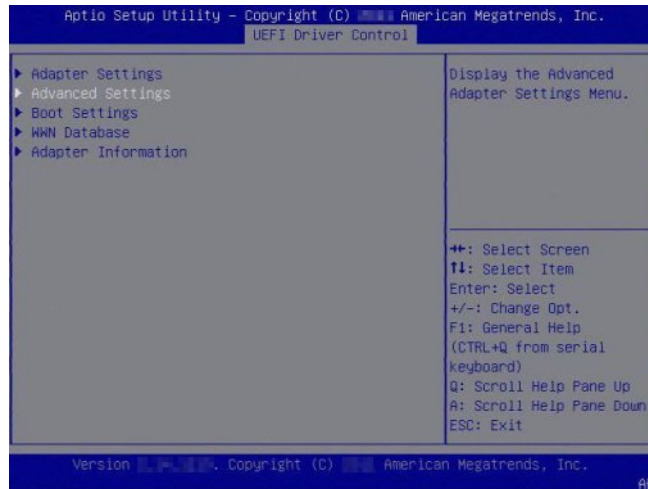 Aptio Setup Utility – Copyright (C) American Megatrends, Inc.
UEFI Driver Control
Adapter Settings
Advanced Settings
Boot Settings
WWN Database
Adapter Information
Display the Advanced
Adapter Settings Menu.
→←: Select Screen
↑↓: Select Item
Enter: Select
+/-: Change Opt.
F1: General Help
(CTRL+Q from serial
keyboard)
Q: Scroll Help Pane Up
A: Scroll Help Pane Down
ESC: Exit
Version . Copyright (C) American Megatrends, Inc.